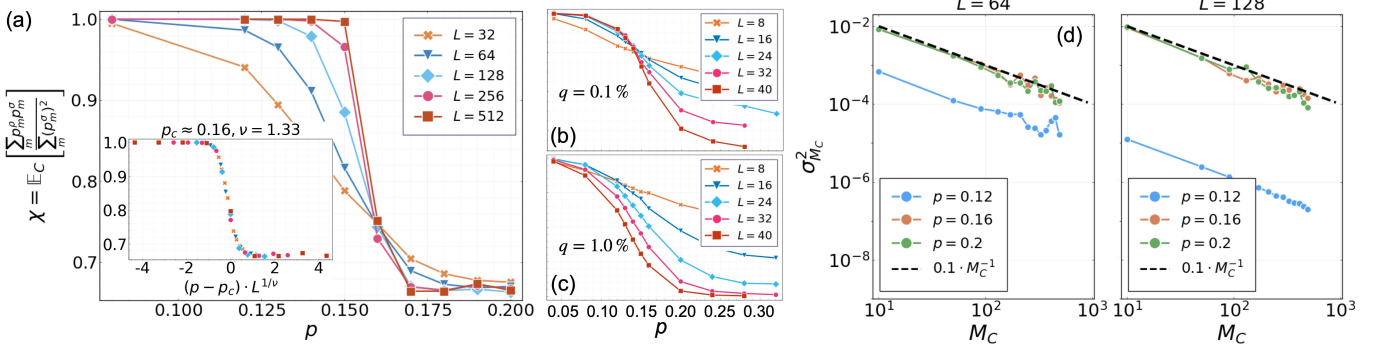 (a)
χ = 𝔼_C [ ∑_m p_m^ρ p_m^σ / ∑_m (p_m^σ)^2 ]
1.0
0.9
0.8
0.7
L = 32
L = 64
L = 128
L = 256
L = 512
p_C ≈ 0.16, ν = 1.33
1.0
0.9
0.8
0.7
-4 -2 0 2 4
(p − p_c) · L^{1/ν}
0.100 0.125 0.150 0.175 0.200
p
L = 8
L = 16
L = 24
L = 32
L = 40
q = 0.1 %
(b)
L = 8
L = 16
L = 24
L = 32
L = 40
q = 1.0 %
(c)
0.05 0.10 0.15 0.20 0.25 0.30
p
L = 64
(d)
σ^2_{M_C}
10^{−2}
10^{−4}
10^{−6}
10^{−8}
p = 0.12
p = 0.16
p = 0.2
0.1 · M_C^{−1}
10^1 10^2 10^3
M_C
L = 128
p = 0.12
p = 0.16
p = 0.2
0.1 · M_C^{−1}
10^1 10^2 10^3
M_C